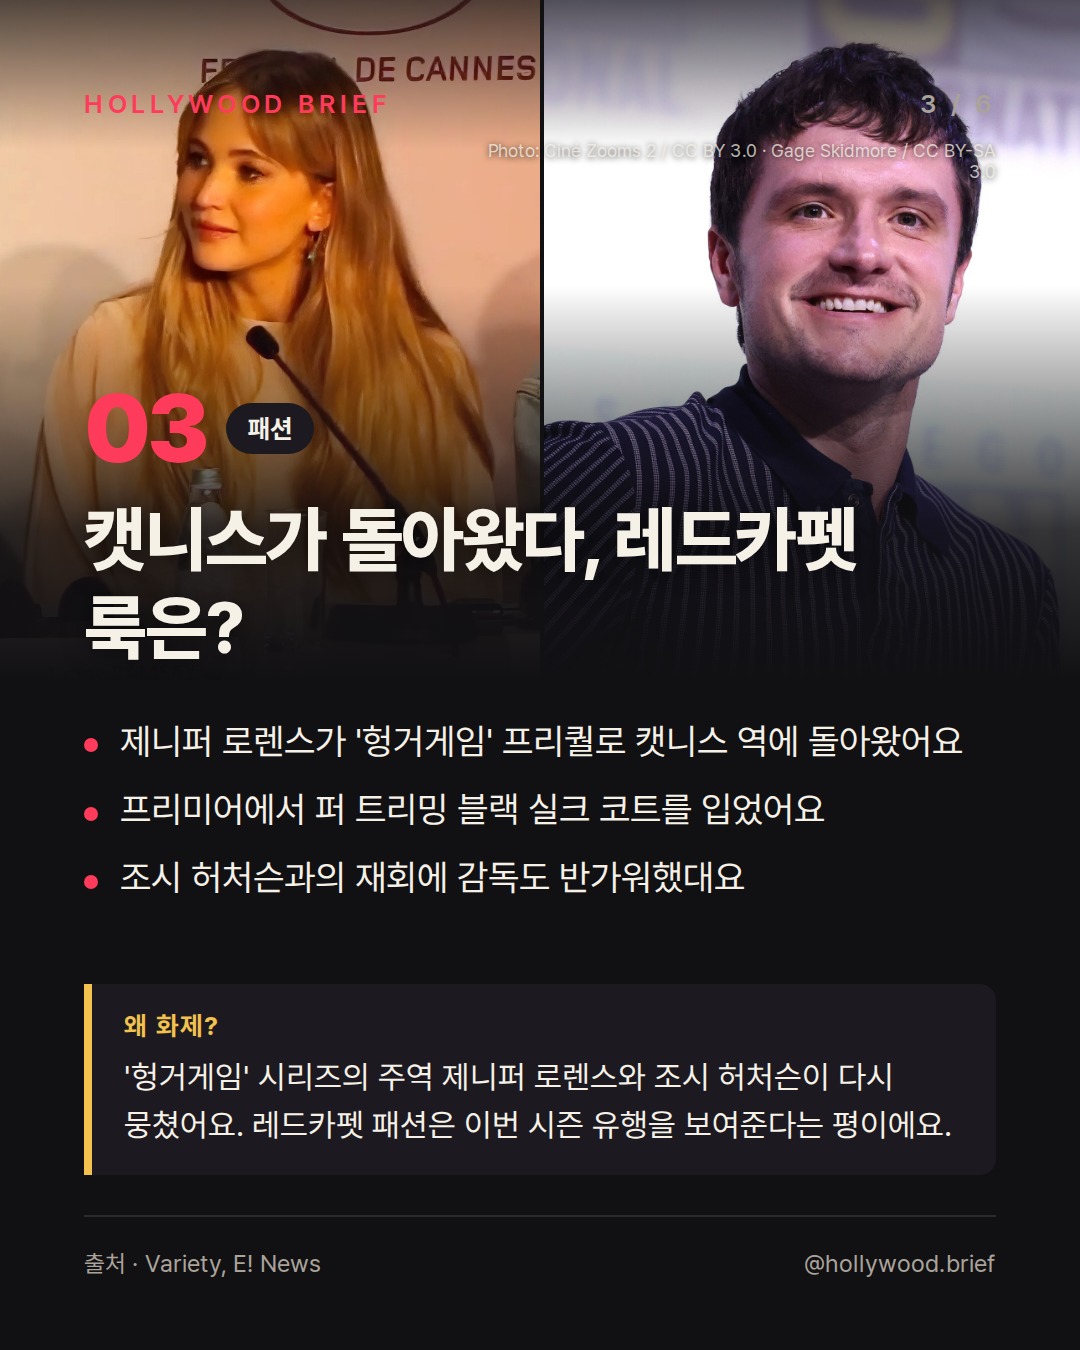 DE CANNES
HOLLYWOOD BRIEF
3 / 6
Photo: Cine Zooms 2 / CC BY 3.0 · Gage Skidmore / CC BY-SA
3.0
03
패션
캣니스가 돌아왔다, 레드카펫
룩은?
제니퍼 로렌스가 '헝거게임' 프리퀄로 캣니스 역에 돌아왔어요
프리미어에서 퍼 트리밍 블랙 실크 코트를 입었어요
조시 허처슨과의 재회에 감독도 반가워했대요
왜 화제?
'헝거게임' 시리즈의 주역 제니퍼 로렌스와 조시 허처슨이 다시
뭉쳤어요. 레드카펫 패션은 이번 시즌 유행을 보여준다는 평이에요.
출처 · Variety, E! News
@hollywood.brief